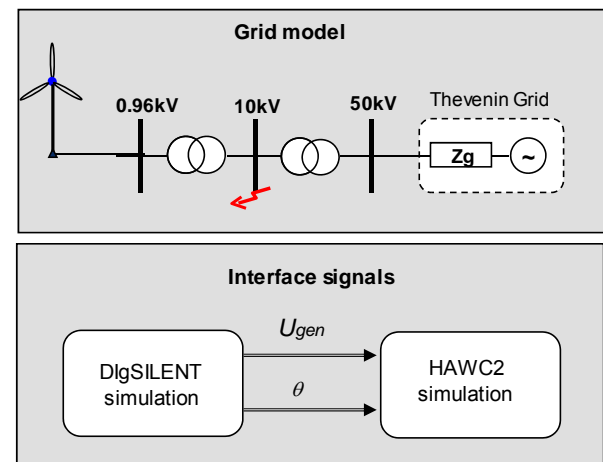 Grid model
0.96kV
10kV
50kV
Thevenin Grid
Zg
~
Interface signals
Ugen
DIgSILENT
simulation
θ
HAWC2
simulation